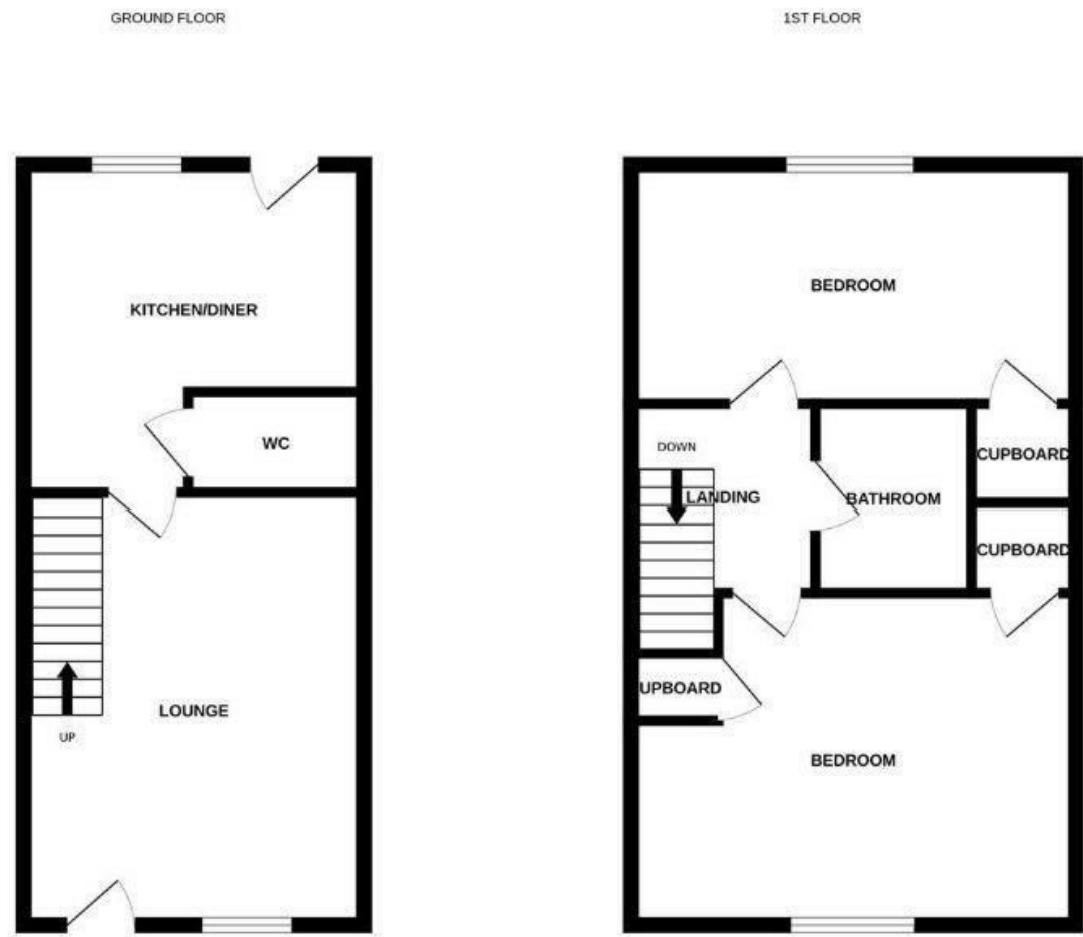 GROUND FLOOR
KITCHEN/DINER
WC
LOUNGE
UP
1ST FLOOR
BEDROOM
DOWN
LANDING
BATHROOM
CUPBOARD
CUPBOARD
UPBOARD
BEDROOM